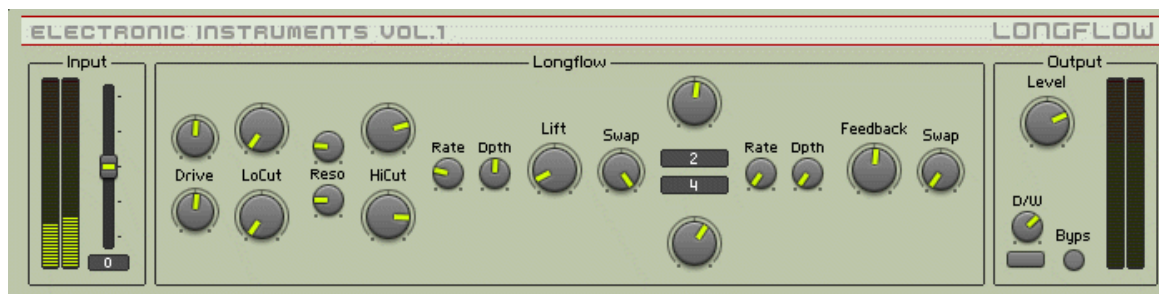 ELECTRONIC INSTRUMENTS VOL.1
LONGFLOW
Input
0
Longflow
Drive
LoCut
Reso
HiCut
Rate
Dpth
Lift
Swap
2
4
Rate
Dpth
Feedback
Swap
Output
Level
D/W
Byps